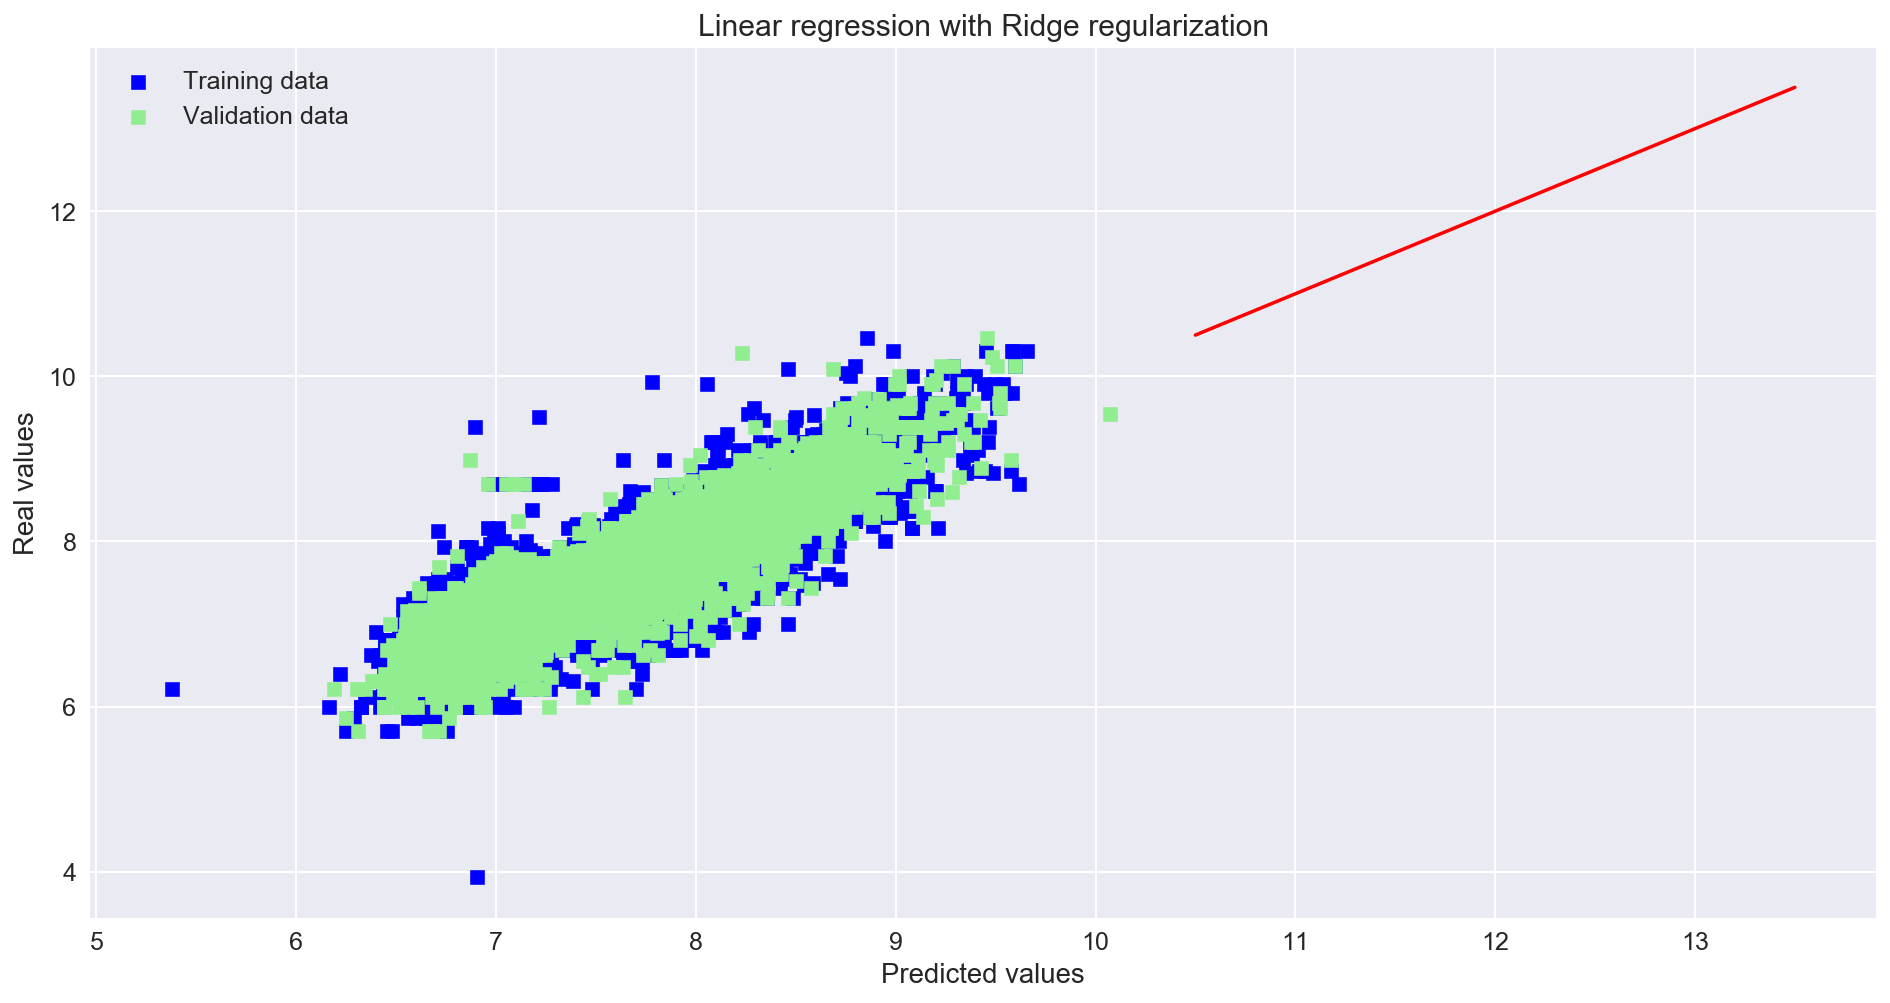 Linear regression with Ridge regularization
Training data
Validation data
Real values
12
10
8
6
4
5 6 7 8 9 10 11 12 13
Predicted values